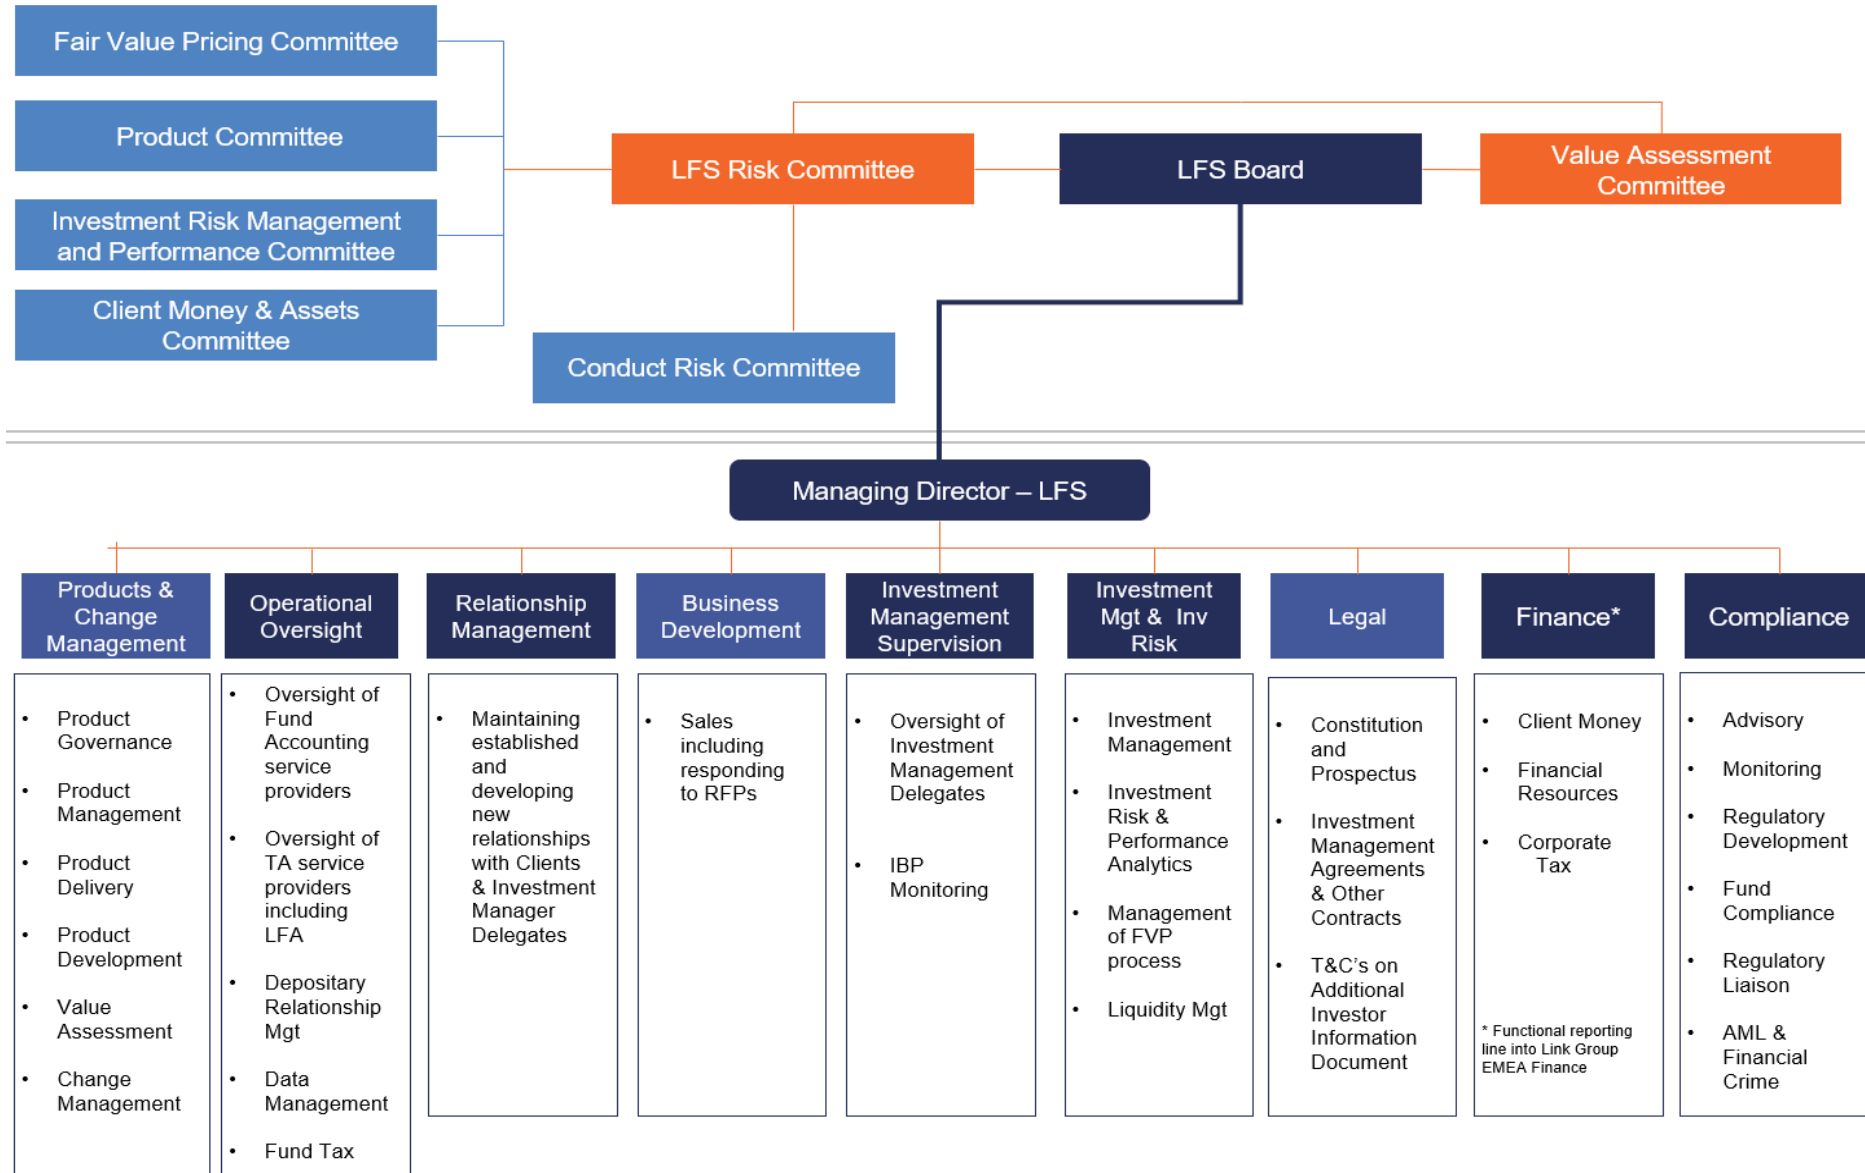 Fair Value Pricing Committee
Product Committee
Investment Risk Management
and Performance Committee
Client Money & Assets
Committee
LFS Risk Committee
LFS Board
Value Assessment
Committee
Conduct Risk Committee
Managing Director – LFS
Products &
Change
Management
• Product
Governance
• Product
Management
• Product
Delivery
• Product
Development
• Value
Assessment
• Change
Management
Operational
Oversight
• Oversight of
Fund
Accounting
service
providers
• Oversight of
TA service
providers
including
LFA
• Depositary
Relationship
Mgt
• Data
Management
• Fund Tax
Relationship
Management
• Maintaining
established
and
developing
new
relationships
with Clients
& Investment
Manager
Delegates
Business
Development
• Sales
including
responding
to RFPs
Investment
Management
Supervision
• Oversight of
Investment
Management
Delegates
• IBP
Monitoring
Investment
Mgt & Inv
Risk
• Investment
Management
• Investment
Risk &
Performance
Analytics
• Management
of FVP
process
• Liquidity Mgt
Legal
• Constitution
and
Prospectus
• Investment
Management
Agreements
& Other
Contracts
• T&C's on
Additional
Investor
Information
Document
Finance*
• Client Money
• Financial
Resources
• Corporate
Tax
* Functional reporting
line into Link Group
EMEA Finance
Compliance
• Advisory
• Monitoring
• Regulatory
Development
• Fund
Compliance
• Regulatory
Liaison
• AML &
Financial
Crime